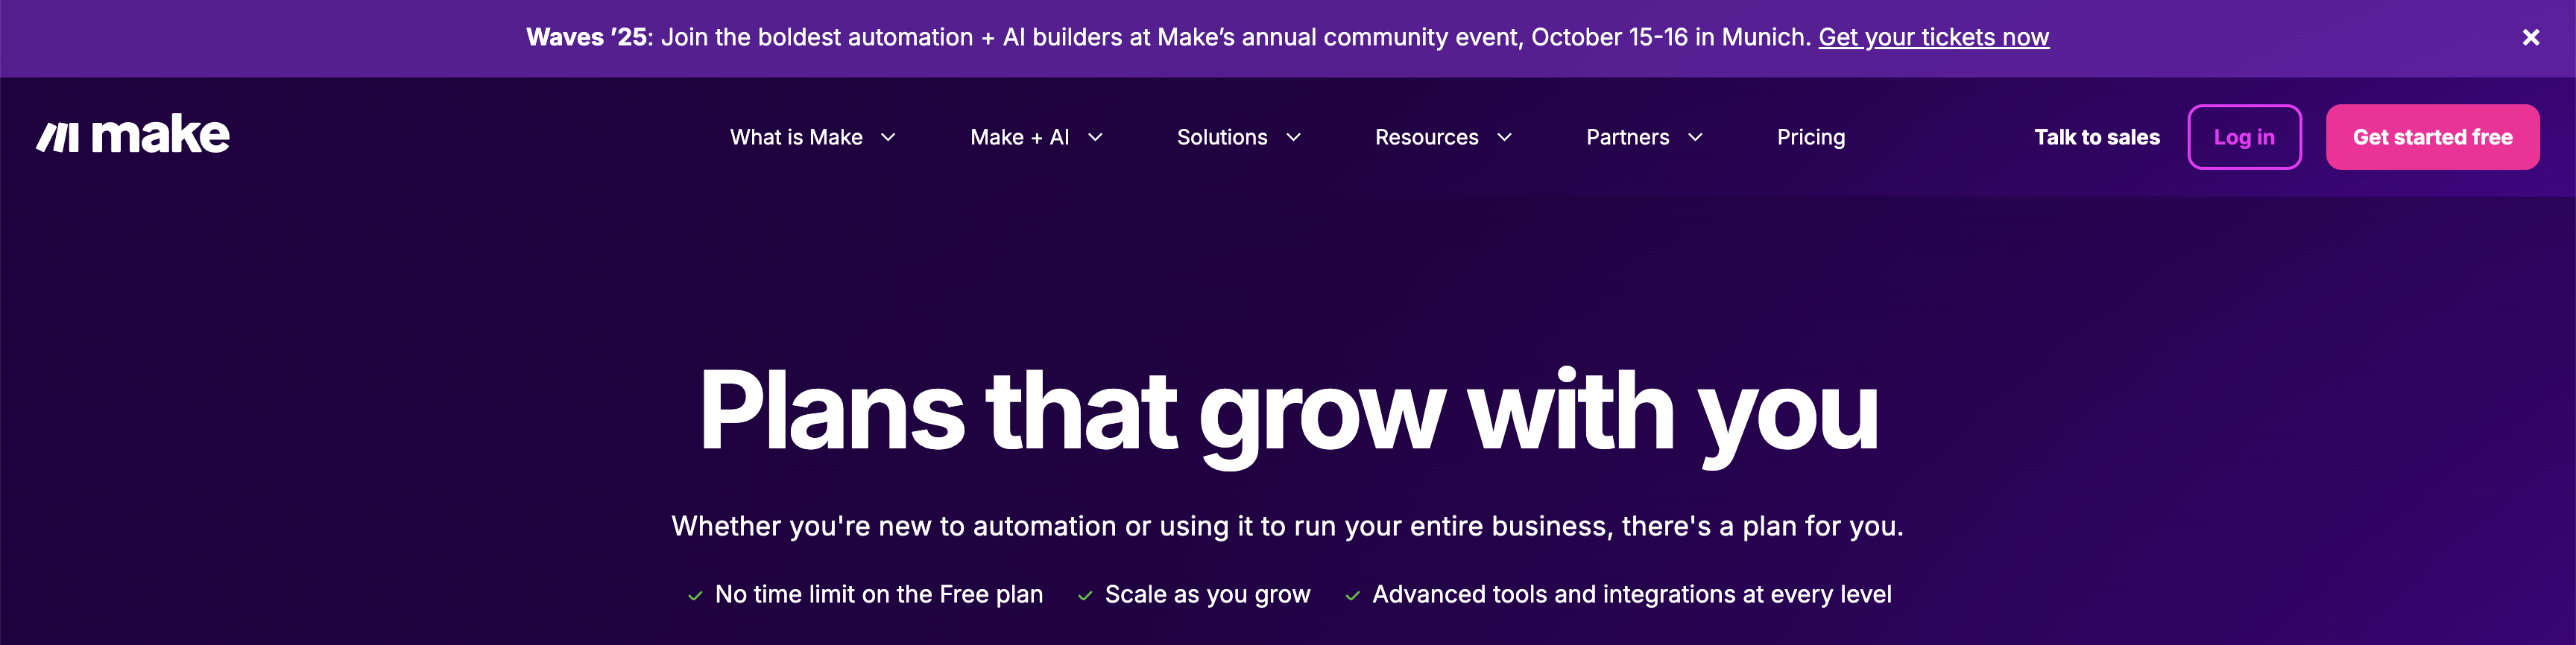 Waves ’25: Join the boldest automation + AI builders at Make’s annual community event, October 15-16 in Munich. Get your tickets now
make
What is Make
Make + AI
Solutions
Resources
Partners
Pricing
Talk to sales
Log in
Get started free
Plans that grow with you
Whether you're new to automation or using it to run your entire business, there's a plan for you.
No time limit on the Free plan
Scale as you grow
Advanced tools and integrations at every level